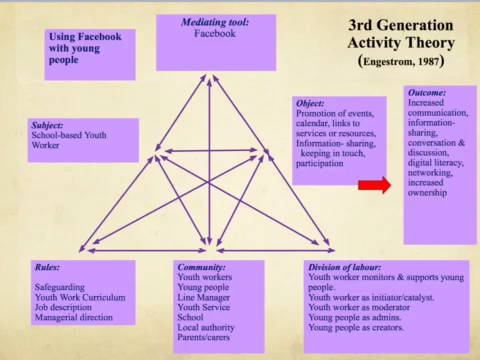 Using Facebook
with young
people
Mediating tool:
Facebook
3rd Generation
Activity Theory
(Engestrom, 1987)
Subject:
School-based Youth
Worker
Object:
Promotion of events,
calendar, links to
services or resources,
Information- sharing,
keeping in touch,
participation
Outcome:
Increased
communication,
information-
sharing,
conversation &
discussion,
digital literacy,
networking,
increased
ownership
Rules:
Safeguarding
Youth Work Curriculum
Job description
Managerial direction
Community:
Youth workers
Young people
Line Manager
Youth Service
School
Local authority
Parents/carers
Division of labour:
Youth worker monitors & supports young
people.
Youth worker as initiator/catalyst.
Youth worker as moderator
Young people as admins.
Young people as creators.